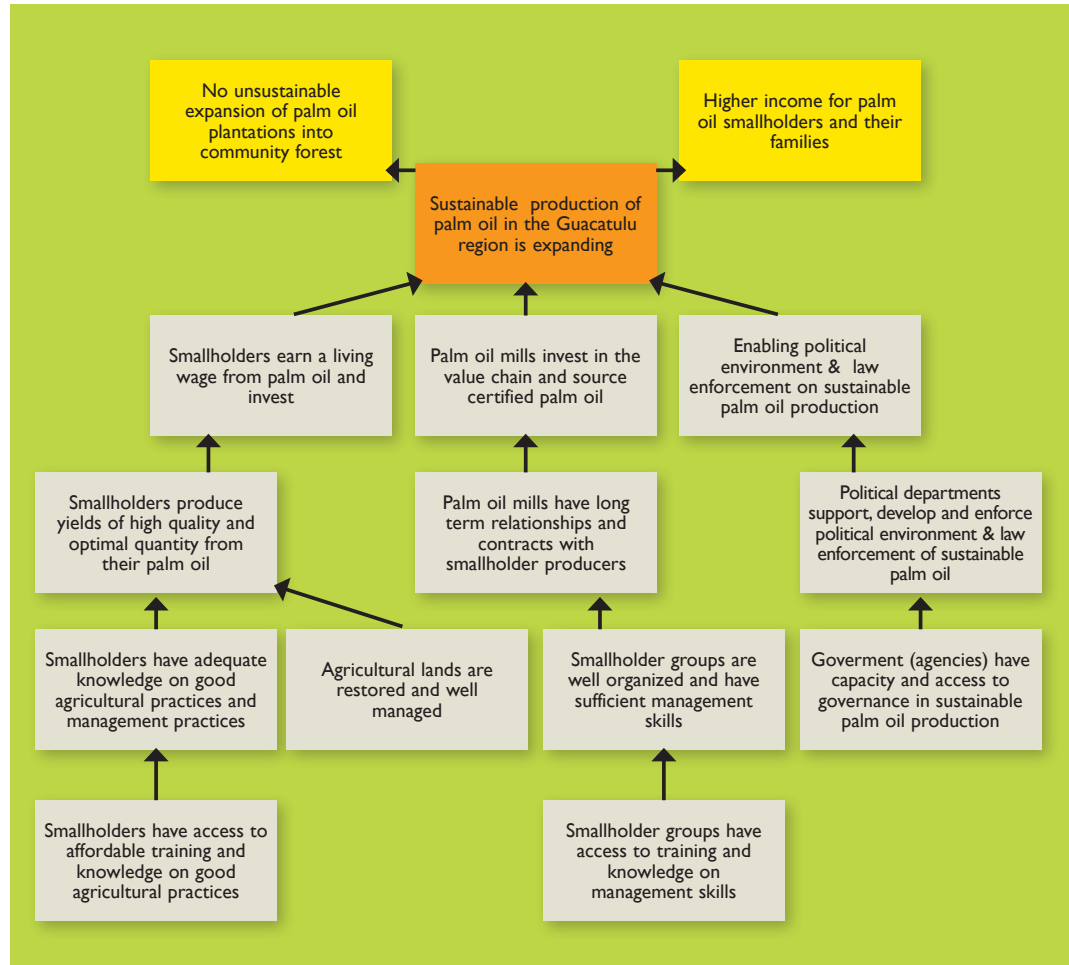 No unsustainable
expansion of palm oil
plantations into
community forest
Higher income for palm
oil smallholders and their
families
Sustainable production of
palm oil in the Guacatulu
region is expanding
Smallholders earn a living
wage from palm oil and
invest
Palm oil mills invest in the
value chain and source
certified palm oil
Enabling political
environment & law
enforcement on sustainable
palm oil production
Smallholders produce
yields of high quality and
optimal quantity from
their palm oil
Palm oil mills have long
term relationships and
contracts with
smallholder producers
Political departments
support, develop and enforce
political environment & law
enforcement of sustainable
palm oil
Smallholders have adequate
knowledge on good
agricultural practices and
management practices
Agricultural lands are
restored and well
managed
Smallholder groups are
well organized and have
sufficient management
skills
Goverment (agencies) have
capacity and access to
governance in sustainable
palm oil production
Smallholders have access to
affordable training and
knowledge on good
agricultural practices
Smallholder groups have
access to training and
knowledge on
management skills